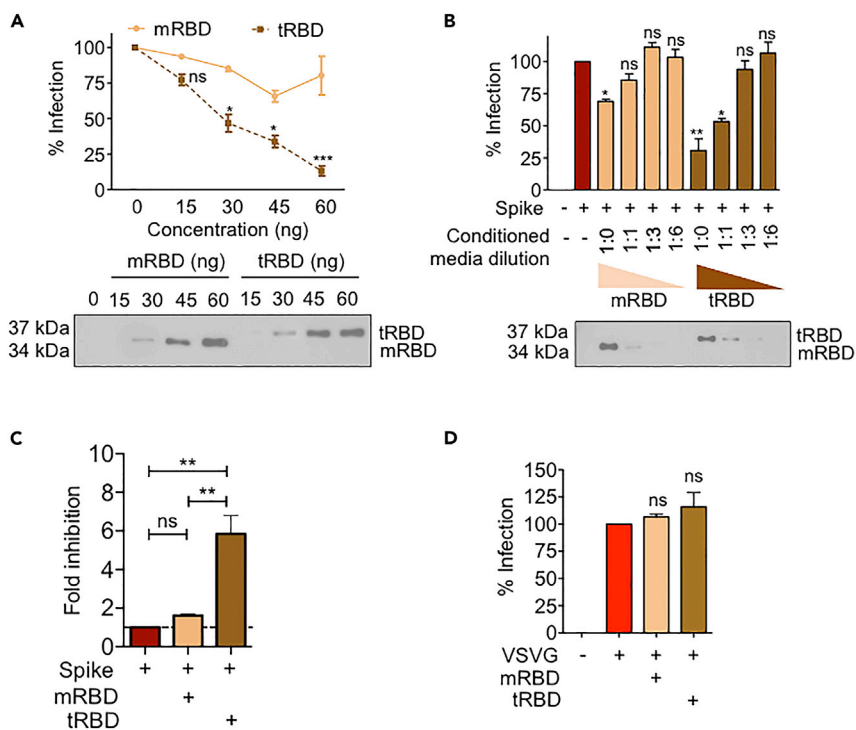 A
mRBD tRBD
100
75
50
25
0
% Infection
ns
*
*
***
0 15 30 45 60
Concentration (ng)
mRBD (ng) tRBD (ng)
0 15 30 45 60 15 30 45 60
37 kDa
34 kDa
tRBD
mRBD
B
100
75
50
25
0
% Infection
* ns ns ns ** * ns ns
Spike - + + + + + + + + +
Conditioned
media dilution
- - 1:0 1:1 1:3 1:6 1:0 1:1 1:3 1:6
mRBD tRBD
37 kDa
34 kDa
tRBD
mRBD
C
10
8
6
4
2
0
Fold inhibition
**
**
ns
Spike + + +
mRBD +
tRBD +
D
150
125
100
75
50
25
0
% Infection
ns
ns
VSVG - + + +
mRBD +
tRBD +